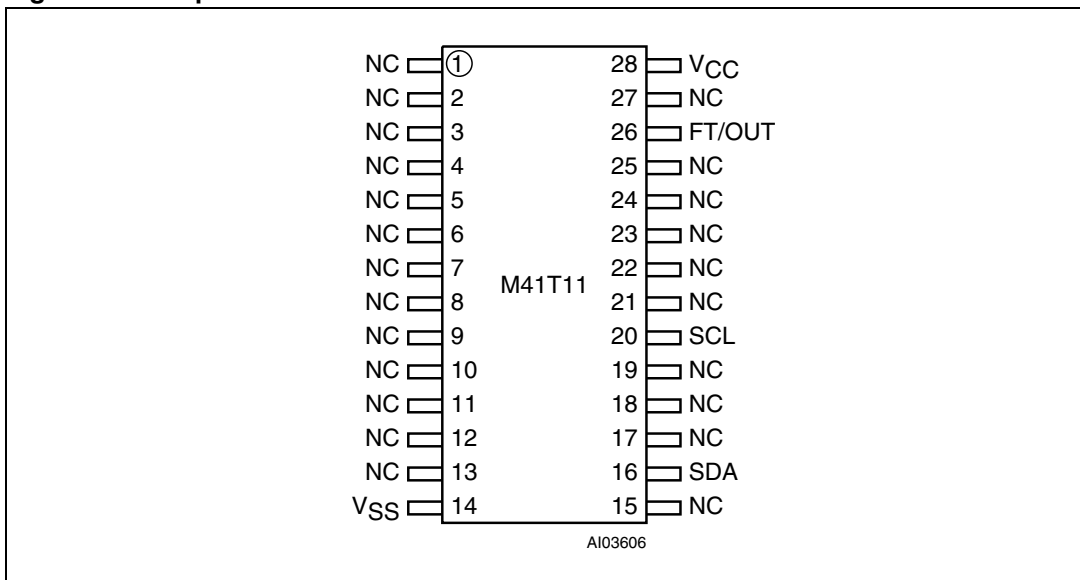 NC 1 28 VCC
NC 2 27 NC
NC 3 26 FT/OUT
NC 4 25 NC
NC 5 24 NC
NC 6 23 NC
NC 7 22 NC
M41T11
NC 8 21 NC
NC 9 20 SCL
NC 10 19 NC
NC 11 18 NC
NC 12 17 NC
NC 13 16 SDA
VSS 14 15 NC
AI03606